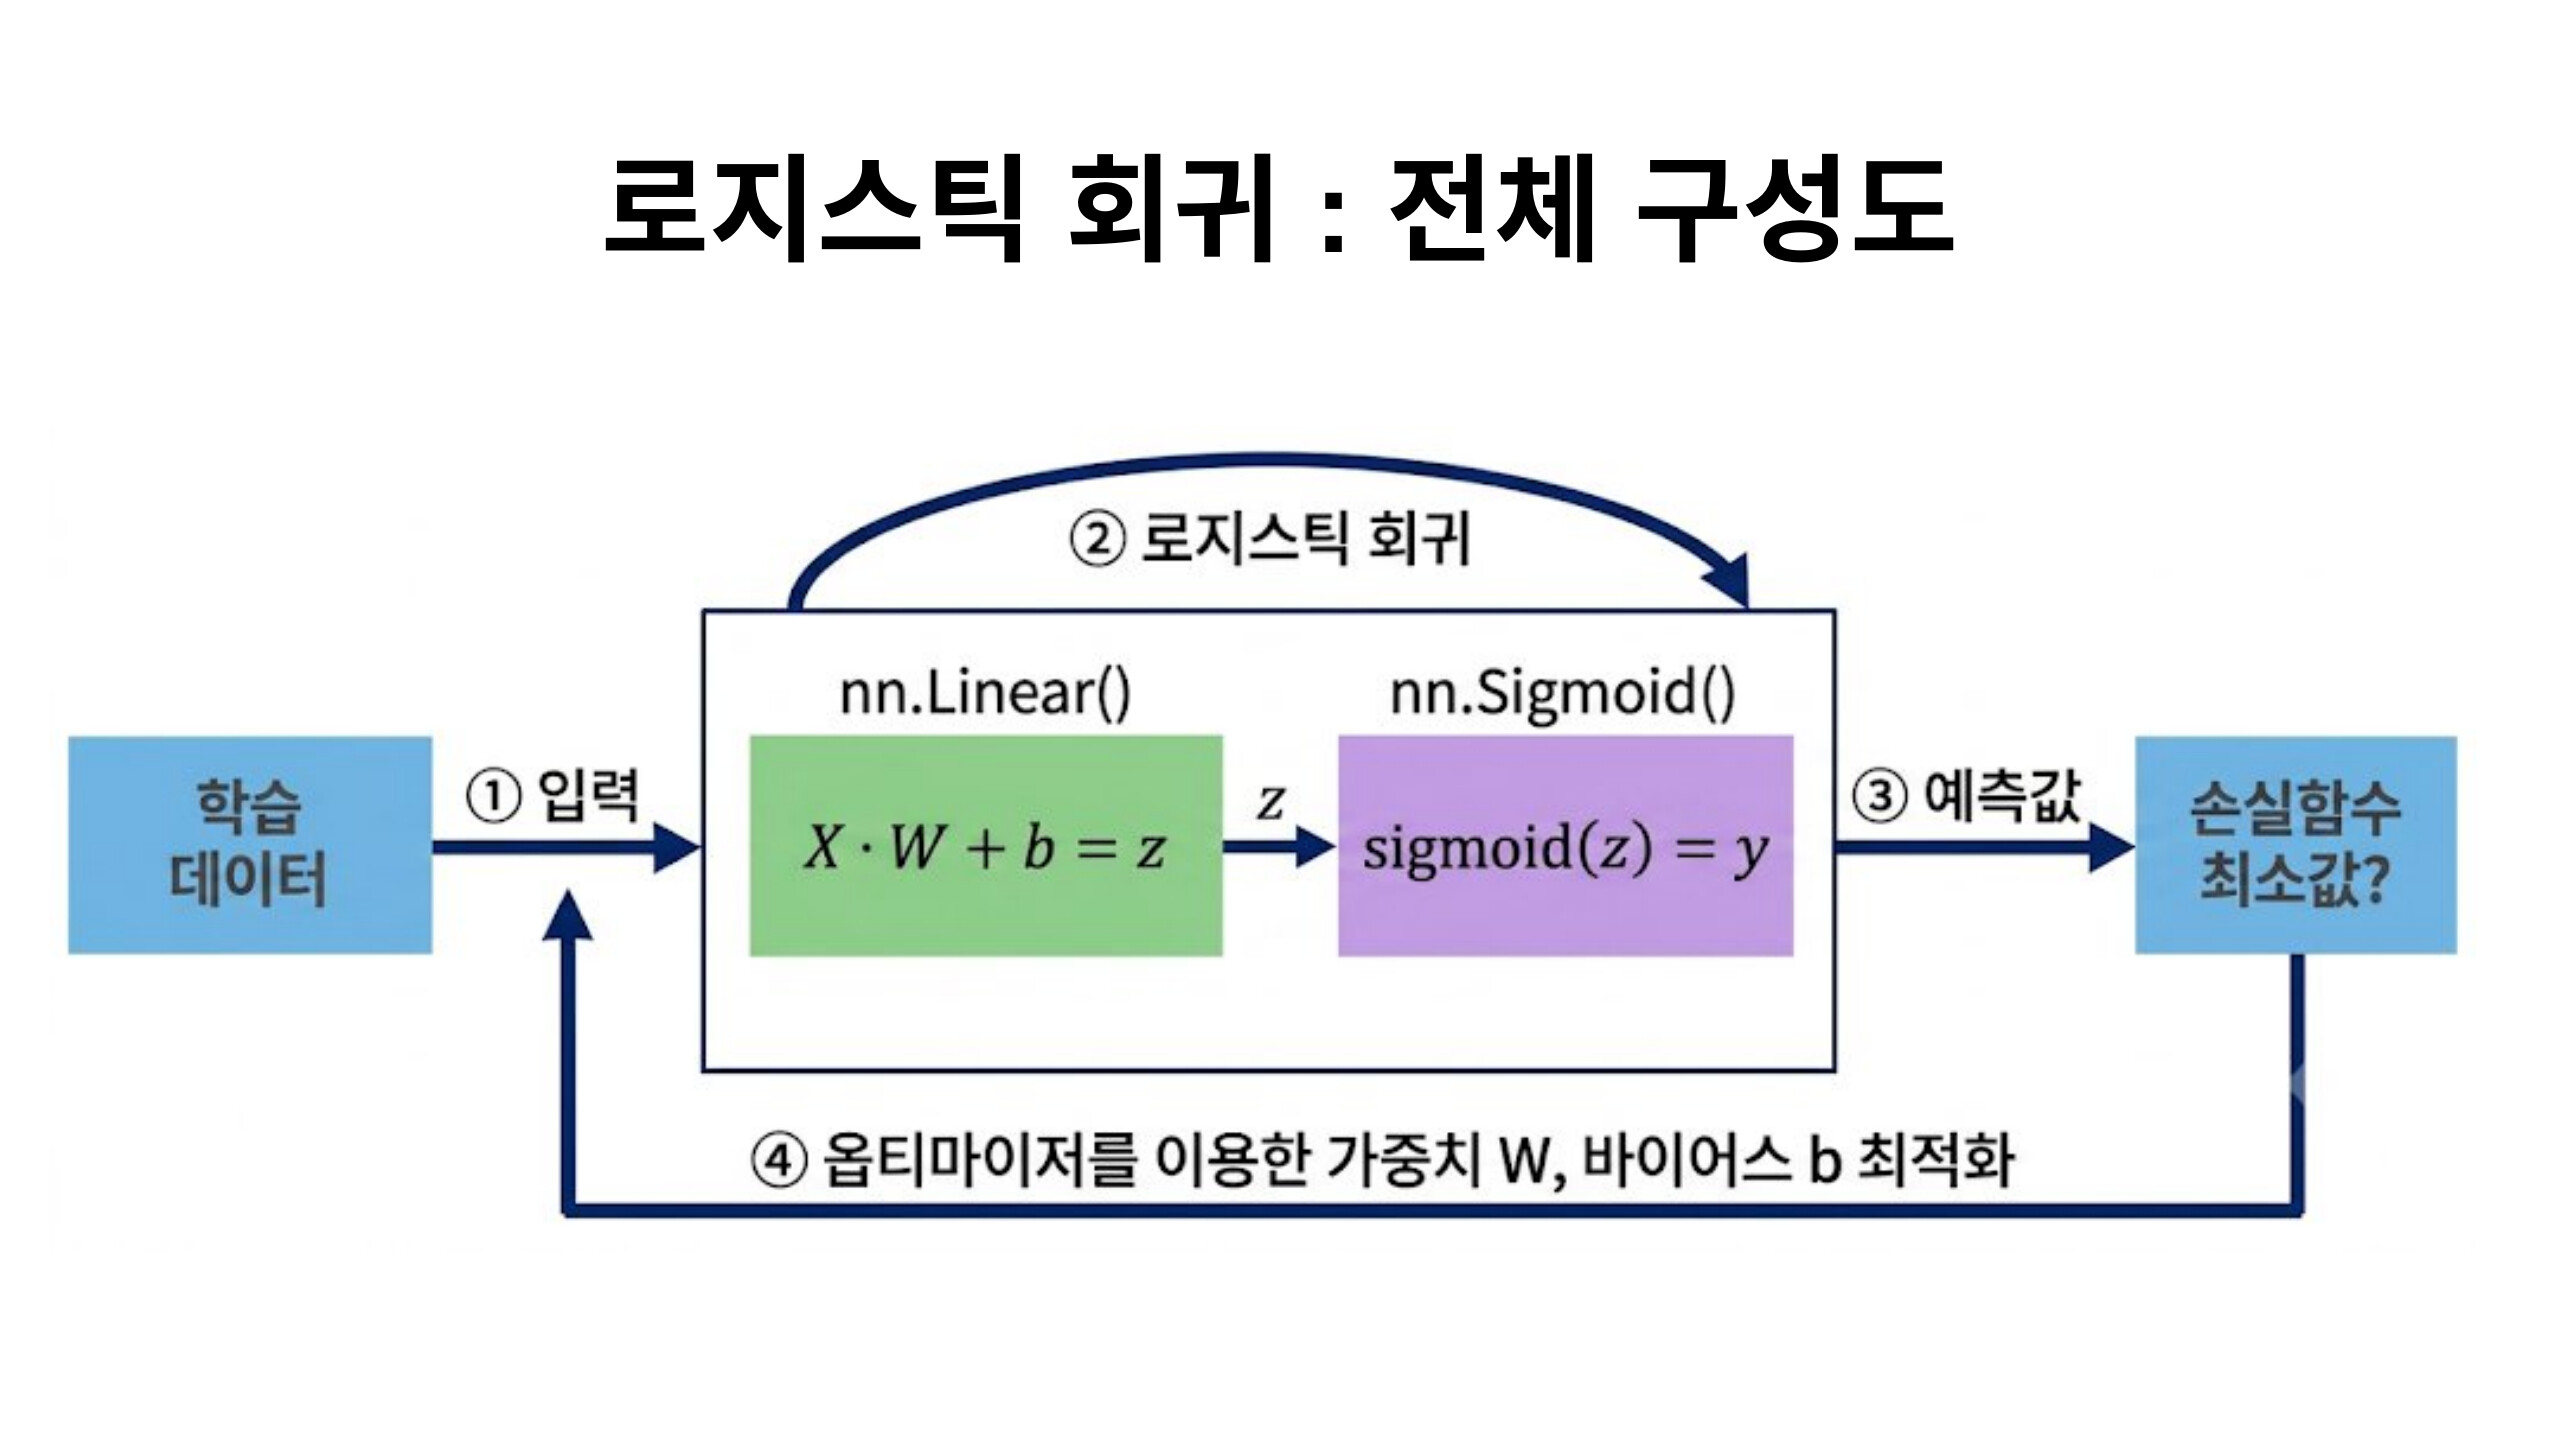 로지스틱 회귀 : 전체 구성도
② 로지스틱 회귀
nn.Linear()
nn.Sigmoid()
학습
데이터
① 입력
X · W + b = z
z
sigmoid(z) = y
③ 예측값
손실함수
최소값?
④ 옵티마이저를 이용한 가중치 W, 바이어스 b 최적화